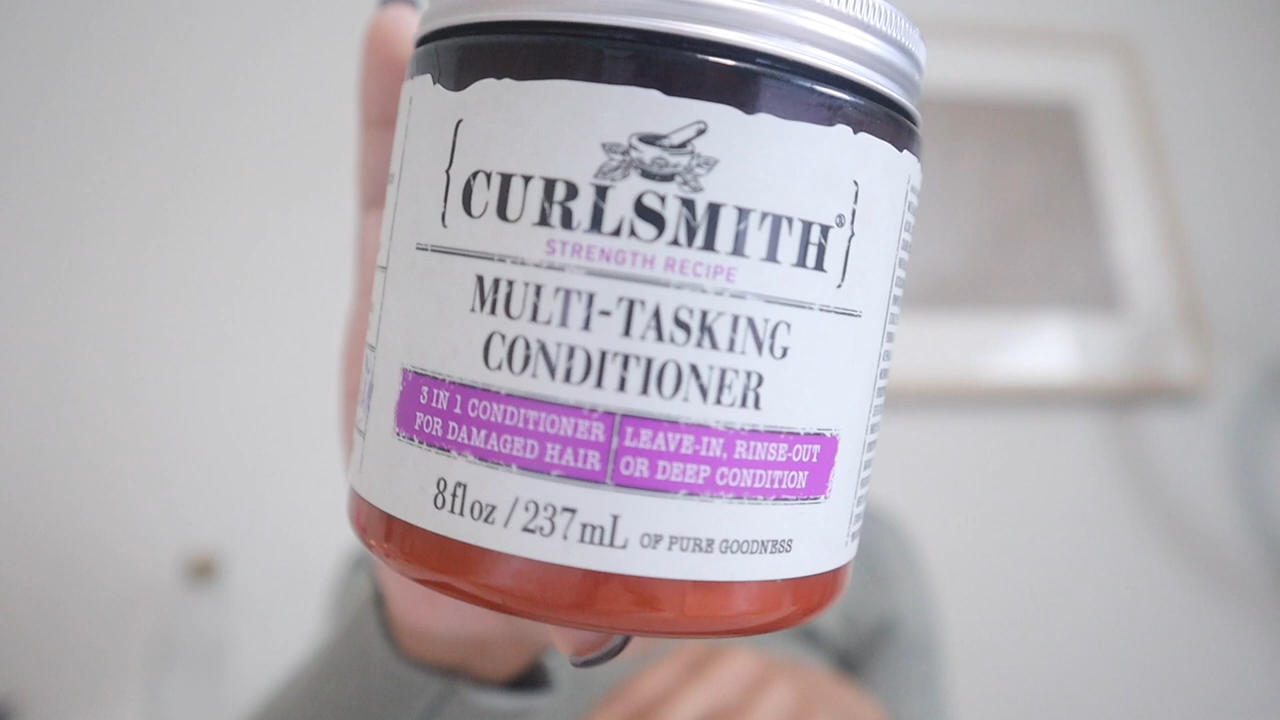 {CURLSMITH®}
STRENGTH RECIPE
MULTI-TASKING
CONDITIONER
3 IN 1 CONDITIONER
FOR DAMAGED HAIR
LEAVE-IN, RINSE-OUT
OR DEEP CONDITION
8fl oz / 237mL OF PURE GOODNESS